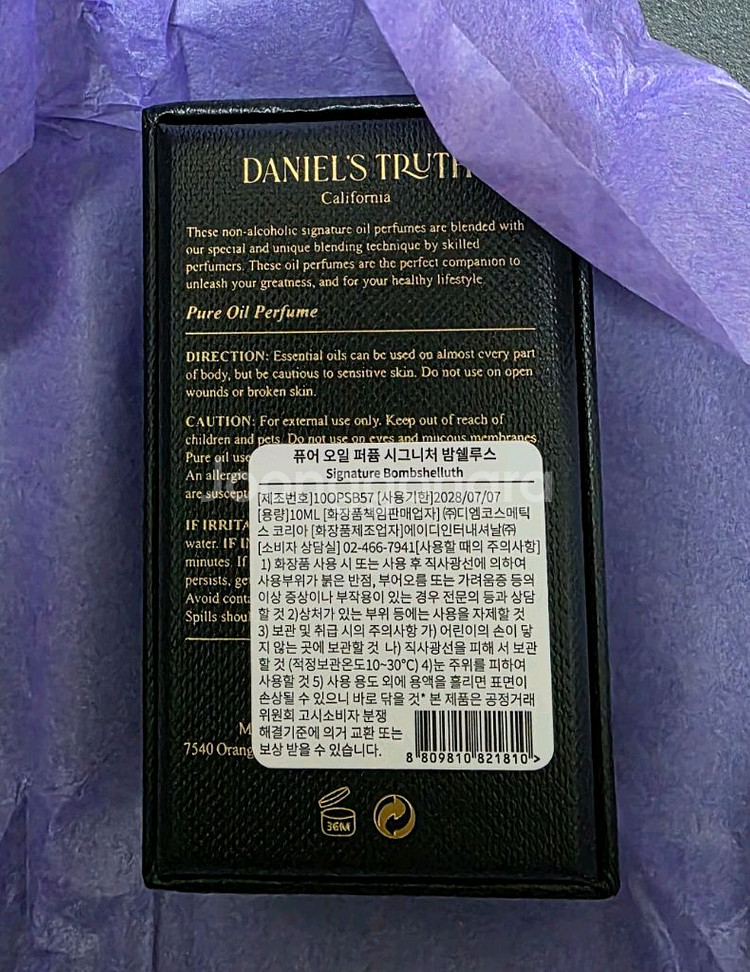 DANIEL'S TRUTH
California
These non-alcoholic signature oil perfumes are blended with
our special and unique blending technique by skilled
perfumers. These oil perfumes are the perfect companion to
unleash your greatness, and for your healthy lifestyle.
Pure Oil Perfume
DIRECTION: Essential oils can be used on almost every part
of body, but be cautious to sensitive skin. Do not use on open
wounds or broken skin.
CAUTION: For external use only. Keep out of reach of
children and pets. Do not use on eyes and mucous membranes
Pure oil use
An allergic
are suscept
IF IRRITA
water. IF IN
minutes. If
persists, get
Avoid conta
Spills shou
7540 Orang
퓨어 오일 퍼퓸 시그니처 밤쉘루스
Signature Bombshelluth
[제조번호]10OPSB57 [사용기한]2028/07/07
[용량]10ML [화장품책임판매업자] ㈜디엠코스메틱
스 코리아 [화장품제조업자]에이디인터내셔날㈜
[소비자 상담실] 02-466-7941[사용할 때의 주의사항]
1) 화장품 사용 시 또는 사용 후 직사광선에 의하여
사용부위가 붉은 반점, 부어오름 또는 가려움증 등의
이상 증상이나 부작용이 있는 경우 전문의 등과 상담
할 것 2)상처가 있는 부위 등에는 사용을 자제할 것
3) 보관 및 취급 시의 주의사항 가) 어린이의 손이 닿
지 않는 곳에 보관할 것 나) 직사광선을 피해 서 보관
할 것 (적정보관온도10~30°C) 4)눈 주위를 피하여
사용할 것 5) 사용 용도 외에 용액을 흘리면 표면이
손상될 수 있으니 바로 닦을 것* 본 제품은 공정거래
위원회 고시소비자 분쟁
해결기준에 의거 교환 또는
보상 받을 수 있습니다.
8 809810 821810 >
36M